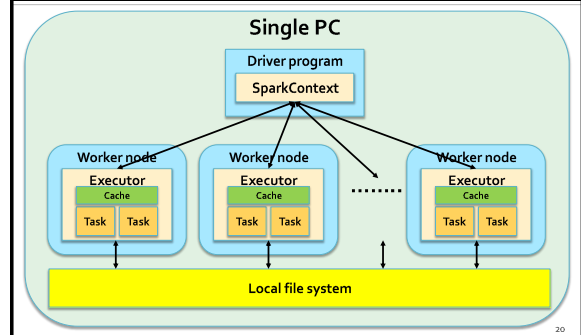 Single PC
Driver program
SparkContext
Worker node
Executor
Cache
Task Task
Worker node
Executor
Cache
Task Task
Worker node
Executor
Cache
Task Task
Local file system
20